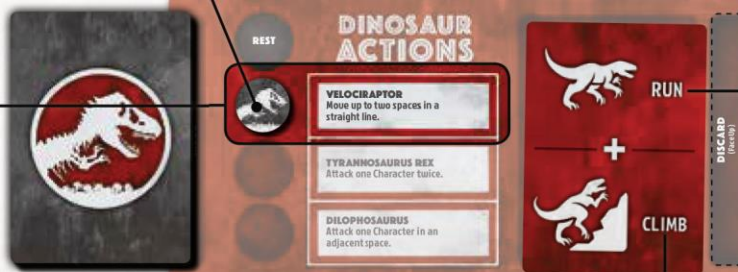 DINOSAUR
ACTIONS
REST
VELOCIRAPTOR
Move up to two spaces in a
straight line.
TYRANNOSAURUS REX
Attack one Character twice.
DILOPHOSAURUS
Attack one Character in an
adjacent space.
RUN
+
CLIMB
DISCARD
(FaceUp)